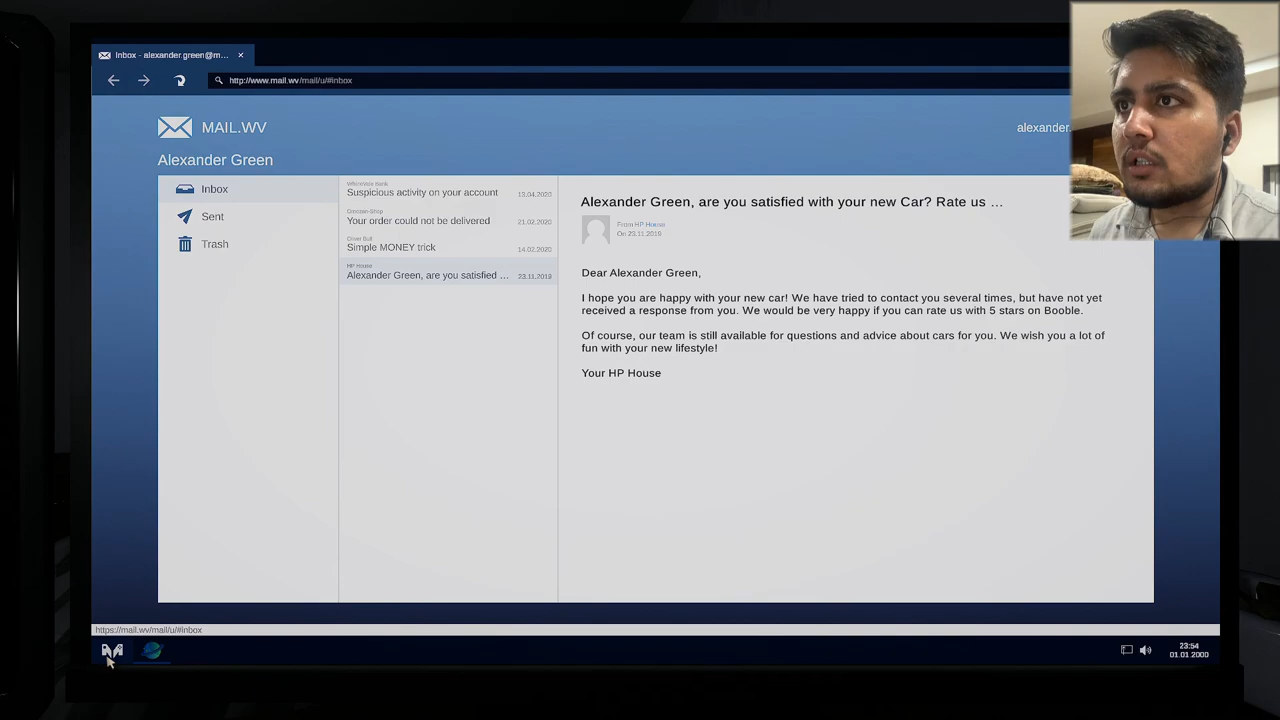 Inbox - alexander.green@m...
http://www.mail.wv/mail/u/#inbox
MAIL.WV
alexander.
Alexander Green
Inbox
Sent
Trash
Suspicious activity on your account
13.04.2020
Your order could not be delivered
21.02.2020
Oliver Bull
Simple MONEY trick
14.02.2020
HP House
Alexander Green, are you satisfied ...
23.11.2019
Alexander Green, are you satisfied with your new Car? Rate us ...
From HP House
On 23.11.2019
Dear Alexander Green,
I hope you are happy with your new car! We have tried to contact you several times, but have not yet
received a response from you. We would be very happy if you can rate us with 5 stars on Booble.
Of course, our team is still available for questions and advice about cars for you. We wish you a lot of
fun with your new lifestyle!
Your HP House
https://mail.wv/mail/u/#inbox
23:54
01.01.2000